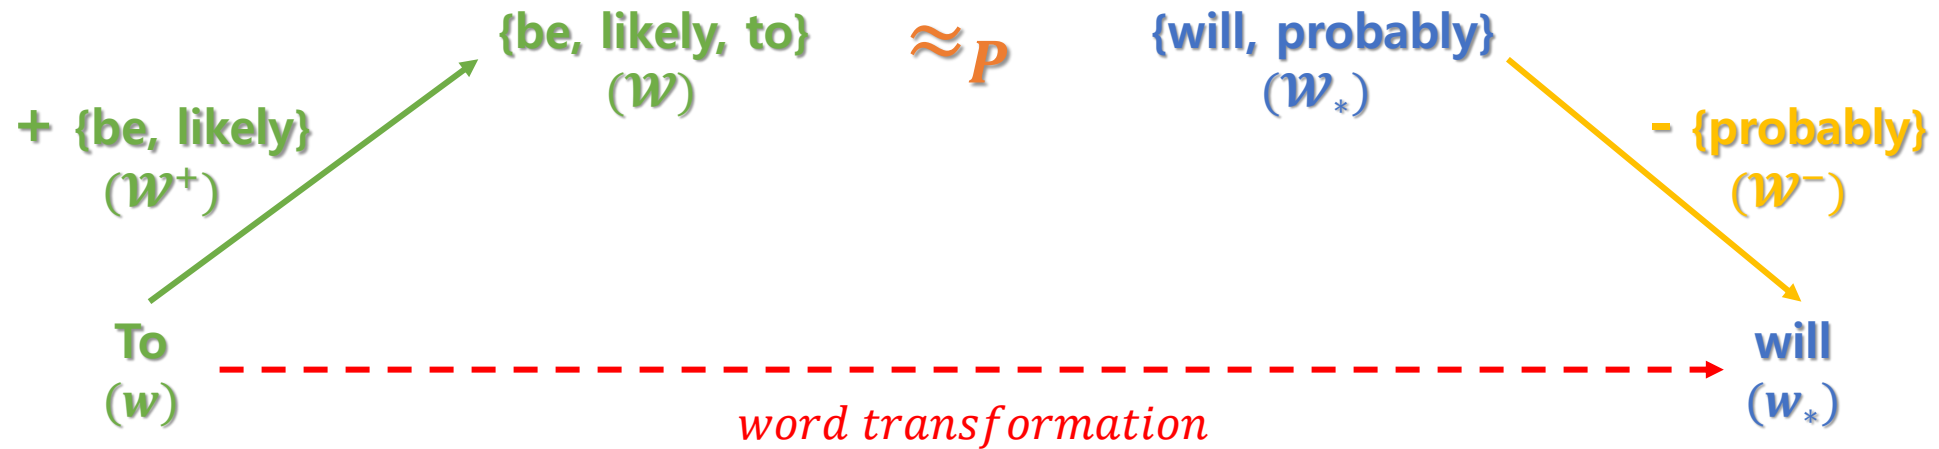 {be, likely, to} ≈P {will, probably}
(𝓦) (𝓦*)
+ {be, likely} - {probably}
(𝓦⁺) (𝓦⁻)
To will
(w) (w*)
word transformation